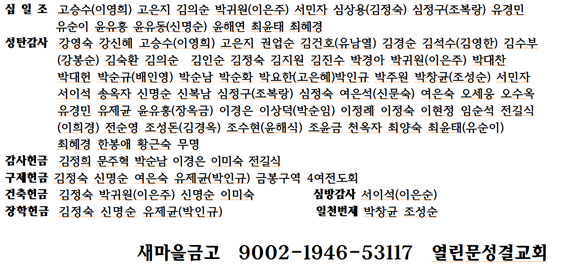 십 일 조 고승수(이영희) 고은지 김의순 박귀원(이은주) 서민자 심상용(김정숙) 심정구(조복랑) 유경민
유순이 윤유홍 윤유동(신명순) 윤해연 최윤태 최혜경
성탄감사 강영숙 강신혜 고승수(이영희) 고은지 권업순 김건호(유남열) 김경순 김석수(김영한) 김수부
(강봉순) 김숙환 김의순 김인순 김정숙 김지원 김진수 박경아 박귀원(이은주) 박대찬
박대헌 박순규(배인영) 박순남 박순화 박요한(고은혜)박인규 박주원 박창균(조성순) 서민자
서이석 송옥자 신명순 신복남 심정구(조복랑) 심정숙 여은석(신문숙) 여은숙 오세웅 오수옥
유경민 유제균 윤유홍(장옥금) 이경은 이상덕(박순임) 이정례 이정숙 이현정 임순석 전길식
(이희경) 전순영 조성돈(김경옥) 조수현(윤해식) 조윤금 천옥자 최양숙 최윤태(유순이)
최혜경 한봉애 황근숙 무명
감사헌금 김정희 문주혁 박순남 이경은 이미숙 전길식
구제헌금 김정숙 신명순 여은숙 유제균(박인규) 금봉구역 4여전도회
건축헌금 김정숙 박귀원(이은주) 신명순 이미숙 심방감사 서이석(이은순)
장학헌금 김정숙 신명순 유제균(박인규) 일천번제 박창균 조성순
새마을금고 9002-1946-53117 열린문성결교회